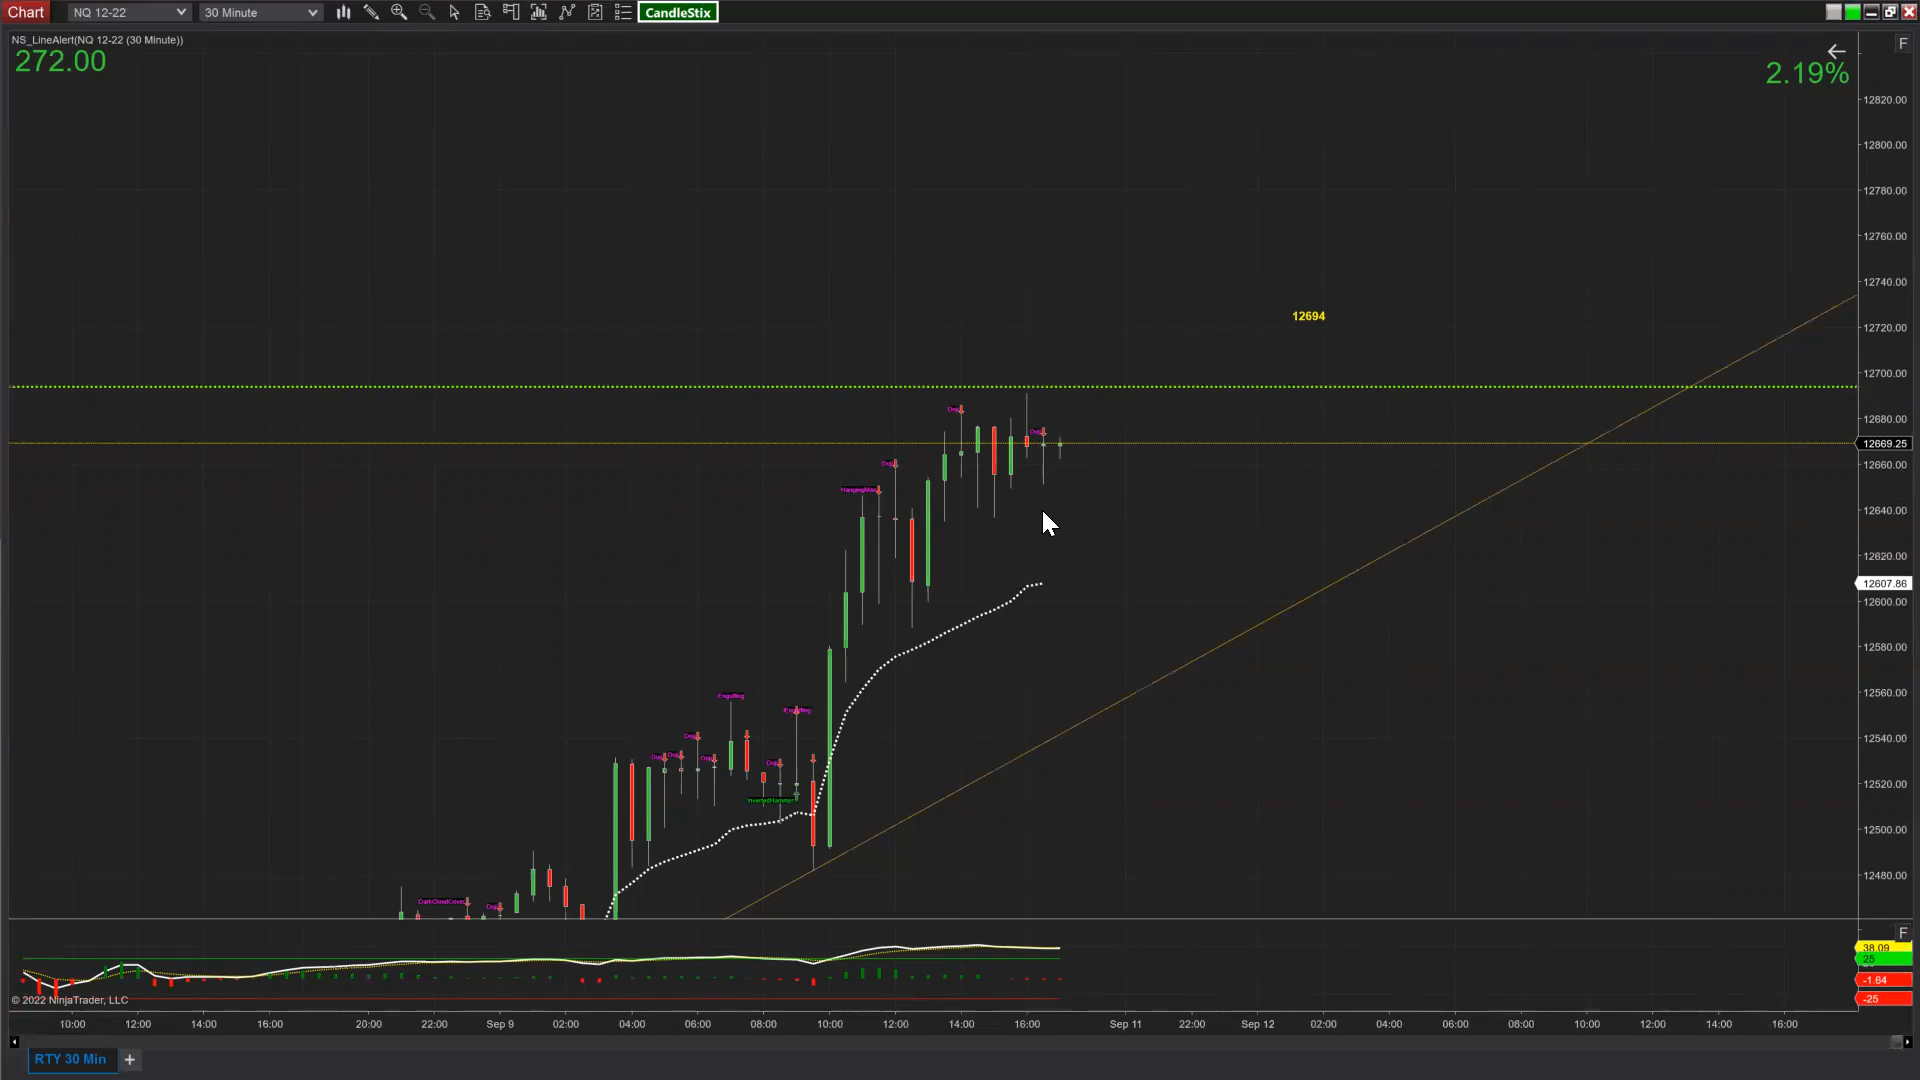 Chart NQ 12-22 30 Minute CandleStix
NS_LineAlert(NQ 12-22 (30 Minute)) F
272.00 2.19%
12820.00
12800.00
12780.00
12760.00
12740.00
12694
12720.00
12700.00
12680.00
12669.25
12660.00
HangingMan
12640.00
12620.00
12607.86
12600.00
12580.00
12560.00
Engulfing
12540.00
Doji
12520.00
InvertedHammer
12500.00
12480.00
DarkCloudCover
Doji
F
38.09
25
-1.64
-25
© 2022 NinjaTrader, LLC
10:00 12:00 14:00 16:00 20:00 22:00 Sep 9 02:00 04:00 06:00 08:00 10:00 12:00 14:00 16:00 Sep 11 22:00 Sep 12 02:00 04:00 06:00 08:00 10:00 12:00 14:00 16:00
RTY 30 Min +